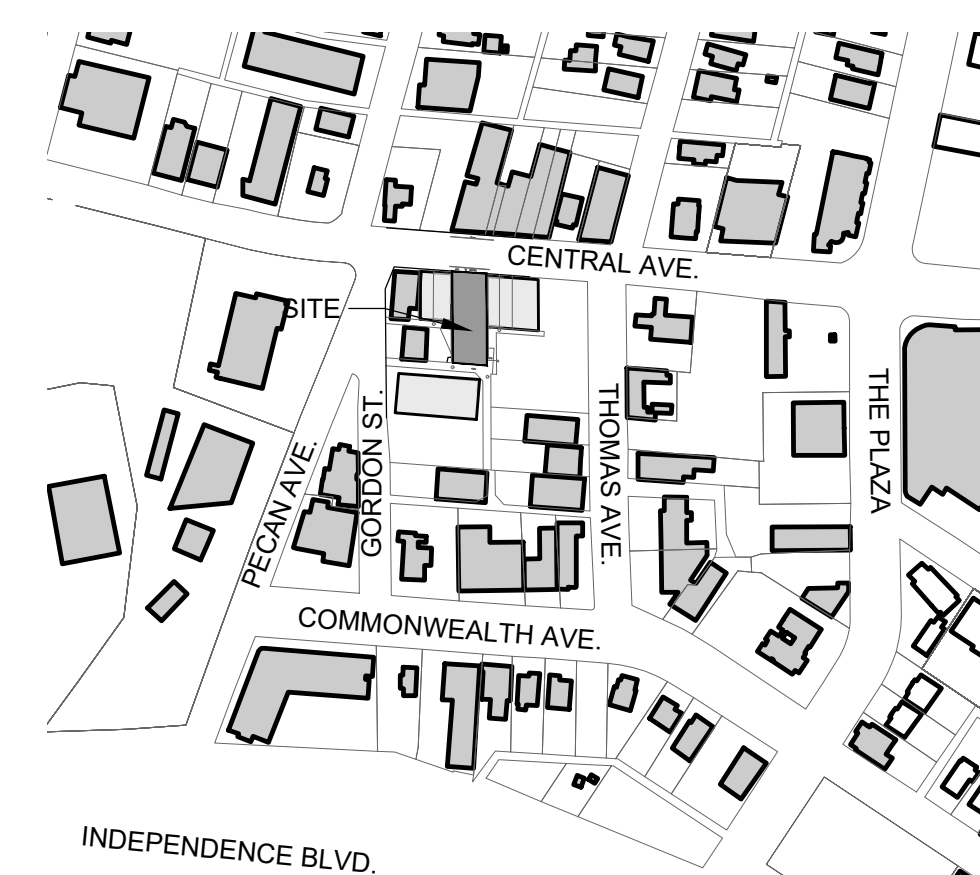 CENTRAL AVE.
SITE
THE PLAZA
THOMAS AVE.
GORDON ST.
PECAN AVE.
COMMONWEALTH AVE.
INDEPENDENCE BLVD.